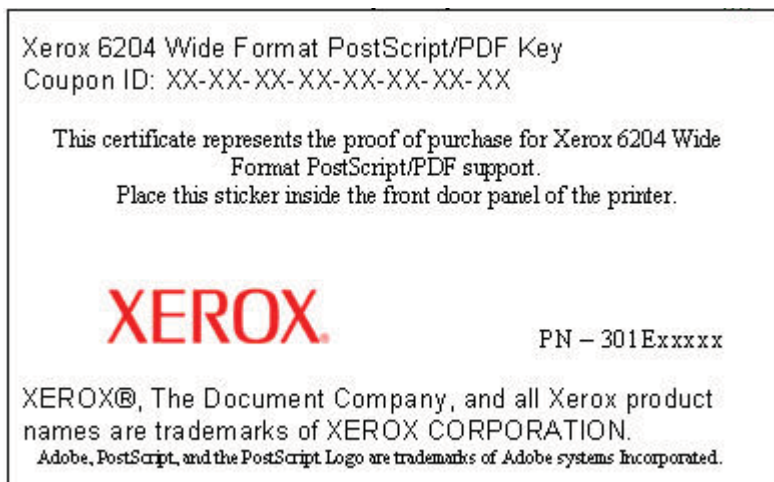 Xerox 6204 Wide Format PostScript/PDF Key
Coupon ID: XX-XX-XX-XX-XX-XX-XX-XX
This certificate represents the proof of purchase for Xerox 6204 Wide
Format PostScript/PDF support.
Place this sticker inside the front door panel of the printer.
XEROX®
PN – 301Exxxxx
XEROX®, The Document Company, and all Xerox product
names are trademarks of XEROX CORPORATION.
Adobe, PostScript, and the PostScript Logo are trademarks of Adobe systems Incorporated.